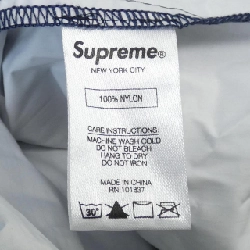 Supreme®
NEW YORK CITY
100% NYLON
CARE INSTRUCTIONS:
MACHINE WASH COLD
DO NOT BLEACH
HANG TO DRY
DO NOT IRON
MADE IN CHINA
RN 101837
30°